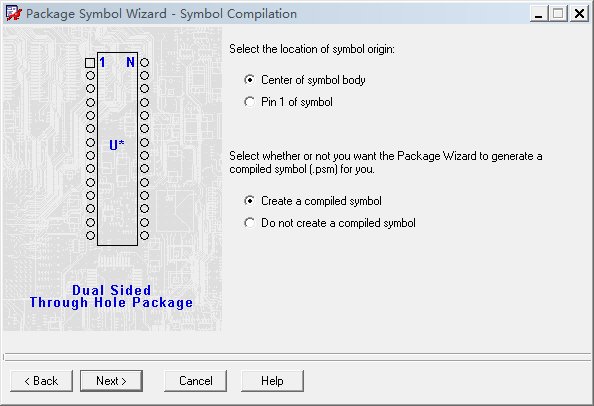 Package Symbol Wizard - Symbol Compilation
1 N
U*
Dual Sided
Through Hole Package
Select the location of symbol origin:
Center of symbol body
Pin 1 of symbol
Select whether or not you want the Package Wizard to generate a
compiled symbol (.psm) for you.
Create a compiled symbol
Do not create a compiled symbol
< Back Next > Cancel Help